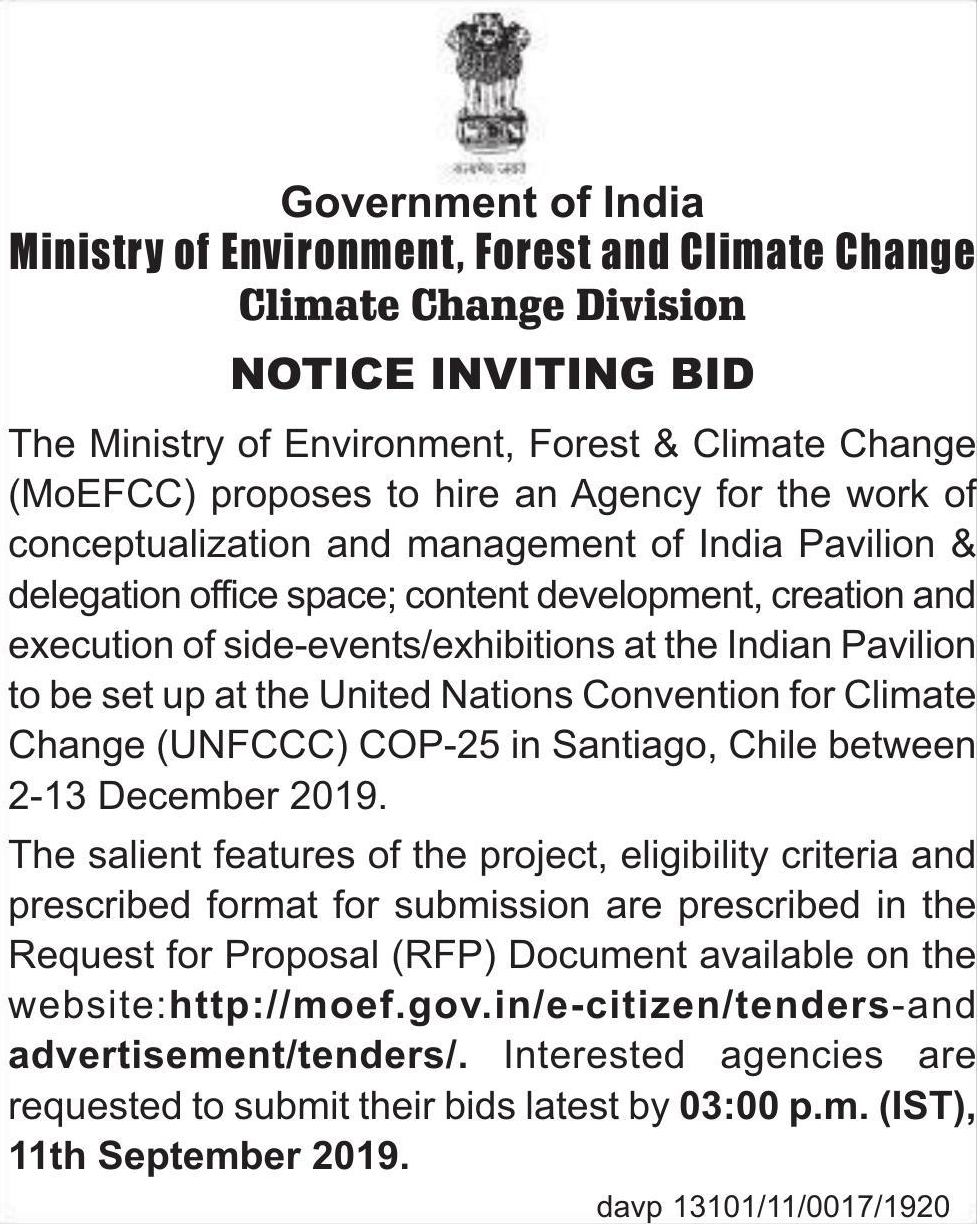 Government of India
Ministry of Environment, Forest and Climate Change
Climate Change Division
NOTICE INVITING BID
The Ministry of Environment, Forest & Climate Change
(MoEFCC) proposes to hire an Agency for the work of
conceptualization and management of India Pavilion &
delegation office space; content development, creation and
execution of side-events/exhibitions at the Indian Pavilion
to be set up at the United Nations Convention for Climate
Change (UNFCCC) COP-25 in Santiago, Chile between
2-13 December 2019.
The salient features of the project, eligibility criteria and
prescribed format for submission are prescribed in the
Request for Proposal (RFP) Document available on the
website:http://moef.gov.in/e-citizen/tenders-and
advertisement/tenders/. Interested agencies are
requested to submit their bids latest by 03:00 p.m. (IST),
11th September 2019.
davp 13101/11/0017/1920